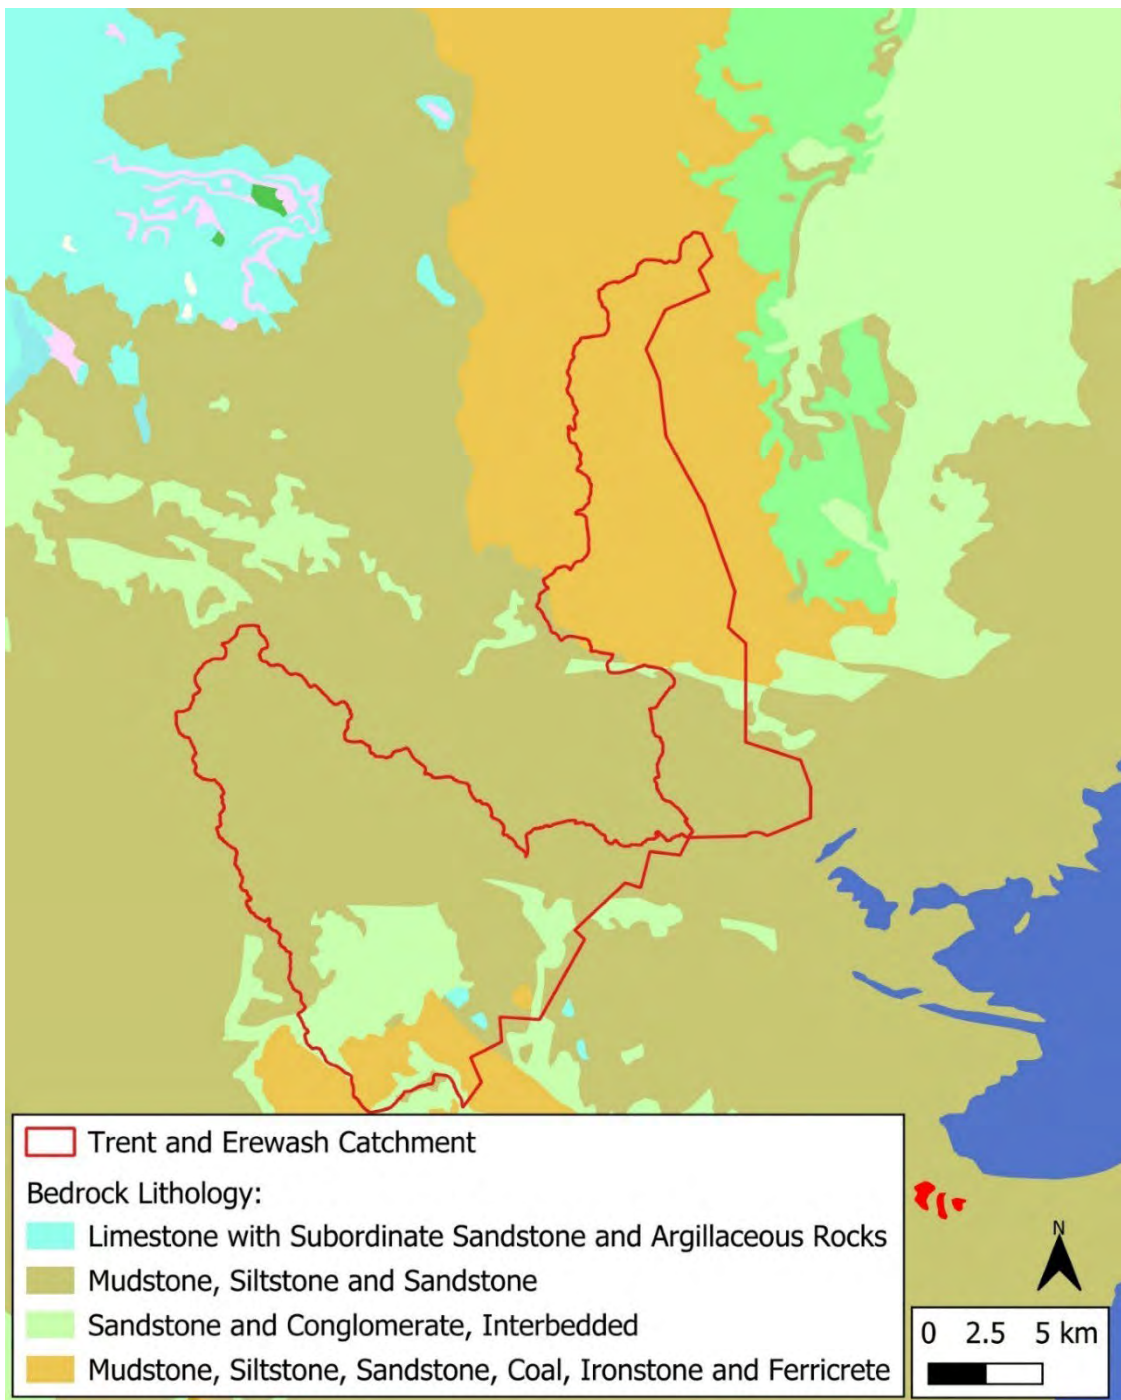 Trent and Erewash Catchment
Bedrock Lithology:
Limestone with Subordinate Sandstone and Argillaceous Rocks
Mudstone, Siltstone and Sandstone
Sandstone and Conglomerate, Interbedded
Mudstone, Siltstone, Sandstone, Coal, Ironstone and Ferricrete
N
0 2.5 5 km